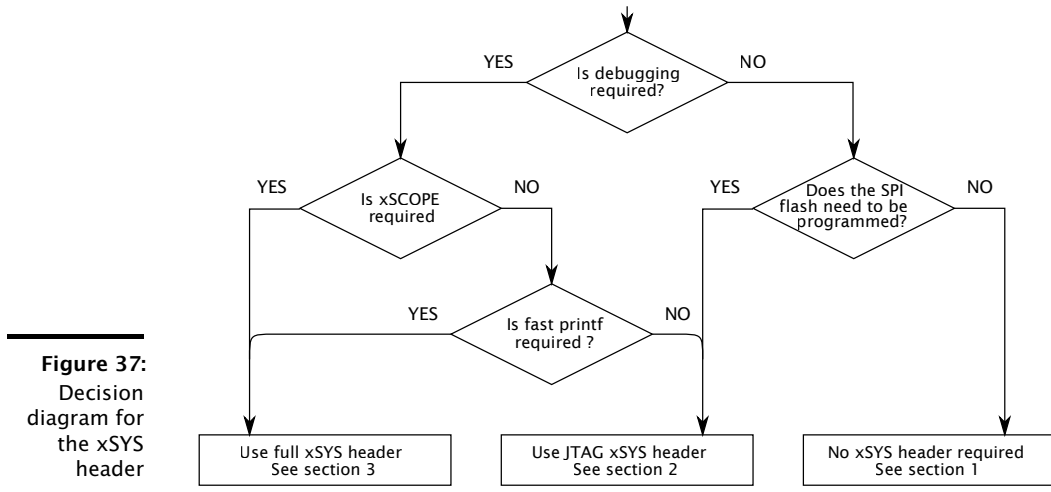 YES
Is debugging
required?
NO
YES
Is xSCOPE
required
NO
YES
Does the SPI
flash need to be
programmed?
NO
YES
Is fast printf
required ?
NO
Figure 37:
Decision
diagram for
the xSYS
header
Use full xSYS header
See section 3
Use JTAG xSYS header
See section 2
No xSYS header required
See section 1